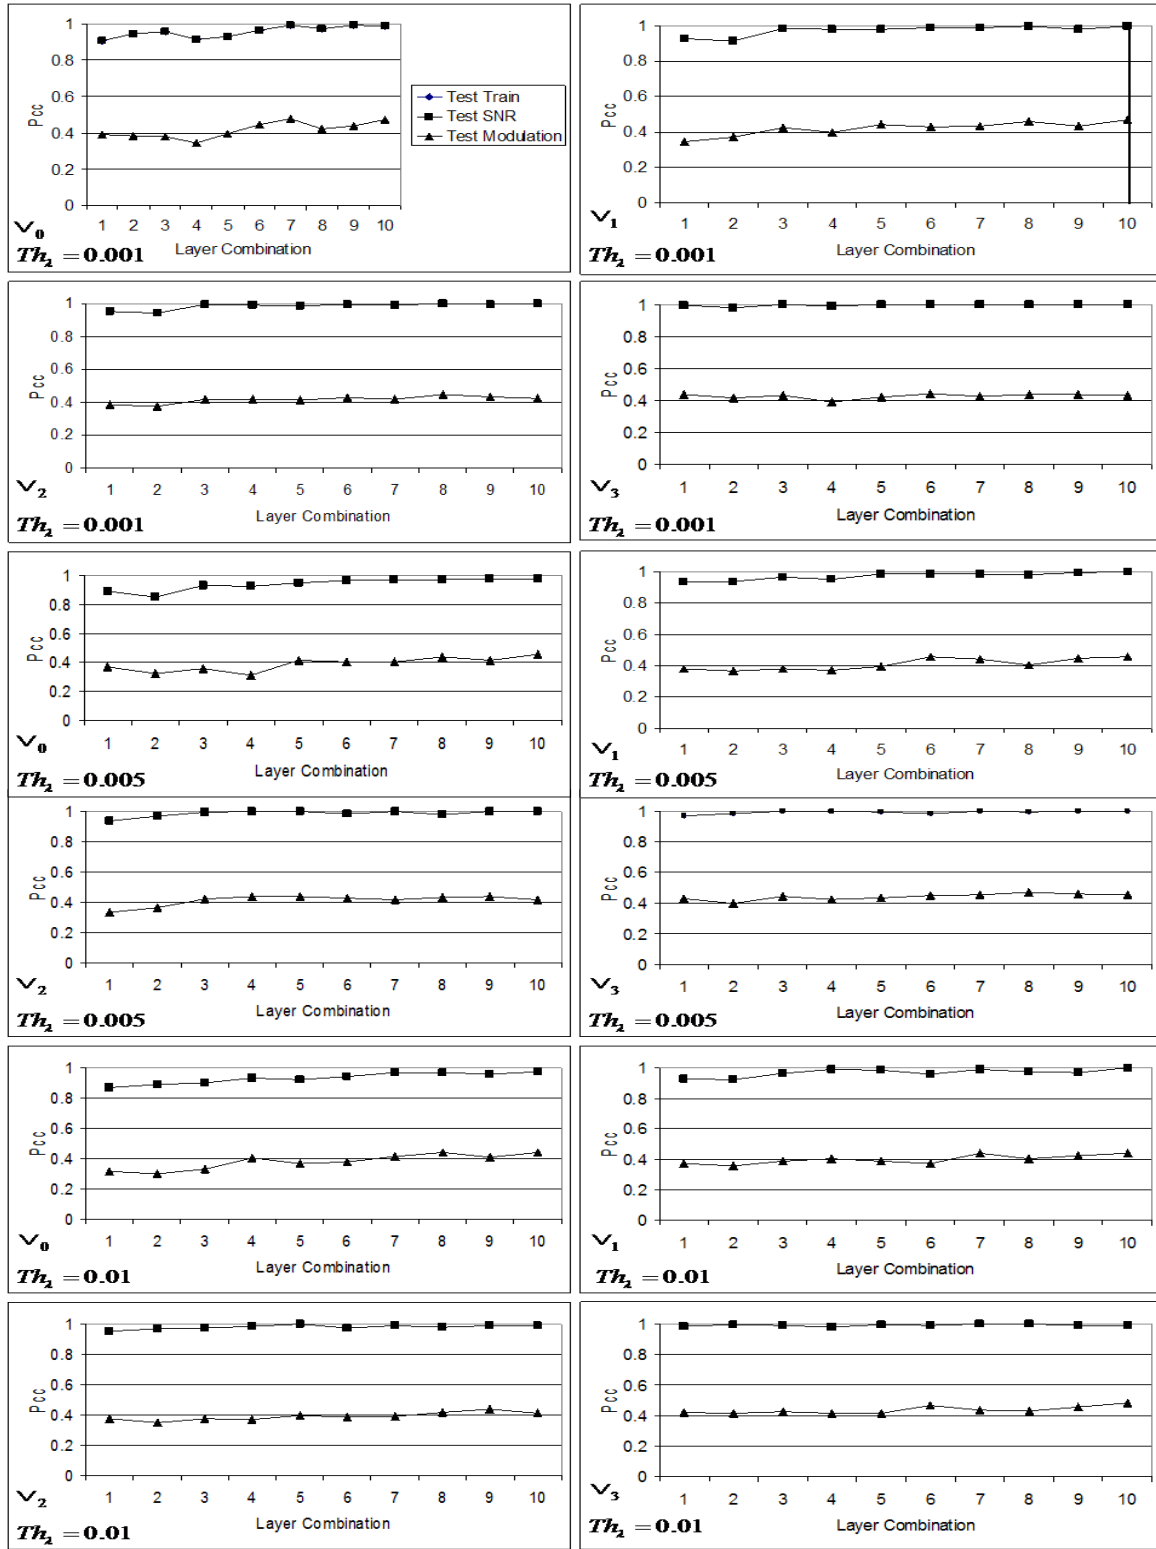 1
0.8
0.6
0.4
0.2
0
Pcc
1 2 3 4 5 6 7 8 9 10
Layer Combination
Test Train
Test SNR
Test Modulation
V₀
Th₂ = 0.001
1
0.8
0.6
0.4
0.2
0
Pcc
1 2 3 4 5 6 7 8 9 10
Layer Combination
V₁
Th₂ = 0.001
1
0.8
0.6
0.4
0.2
0
Pcc
1 2 3 4 5 6 7 8 9 10
Layer Combination
V₂
Th₂ = 0.001
1
0.8
0.6
0.4
0.2
0
Pcc
1 2 3 4 5 6 7 8 9 10
Layer Combination
V₃
Th₂ = 0.001
1
0.8
0.6
0.4
0.2
0
Pcc
1 2 3 4 5 6 7 8 9 10
Layer Combination
V₀
Th₂ = 0.005
1
0.8
0.6
0.4
0.2
0
Pcc
1 2 3 4 5 6 7 8 9 10
Layer Combination
V₁
Th₂ = 0.005
1
0.8
0.6
0.4
0.2
0
Pcc
1 2 3 4 5 6 7 8 9 10
Layer Combination
V₂
Th₂ = 0.005
1
0.8
0.6
0.4
0.2
0
Pcc
1 2 3 4 5 6 7 8 9 10
Layer Combination
V₃
Th₂ = 0.005
1
0.8
0.6
0.4
0.2
0
Pcc
1 2 3 4 5 6 7 8 9 10
Layer Combination
V₀
Th₂ = 0.01
1
0.8
0.6
0.4
0.2
0
Pcc
1 2 3 4 5 6 7 8 9 10
Layer Combination
V₁
Th₂ = 0.01
1
0.8
0.6
0.4
0.2
0
Pcc
1 2 3 4 5 6 7 8 9 10
Layer Combination
V₂
Th₂ = 0.01
1
0.8
0.6
0.4
0.2
0
Pcc
1 2 3 4 5 6 7 8 9 10
Layer Combination
V₃
Th₂ = 0.01